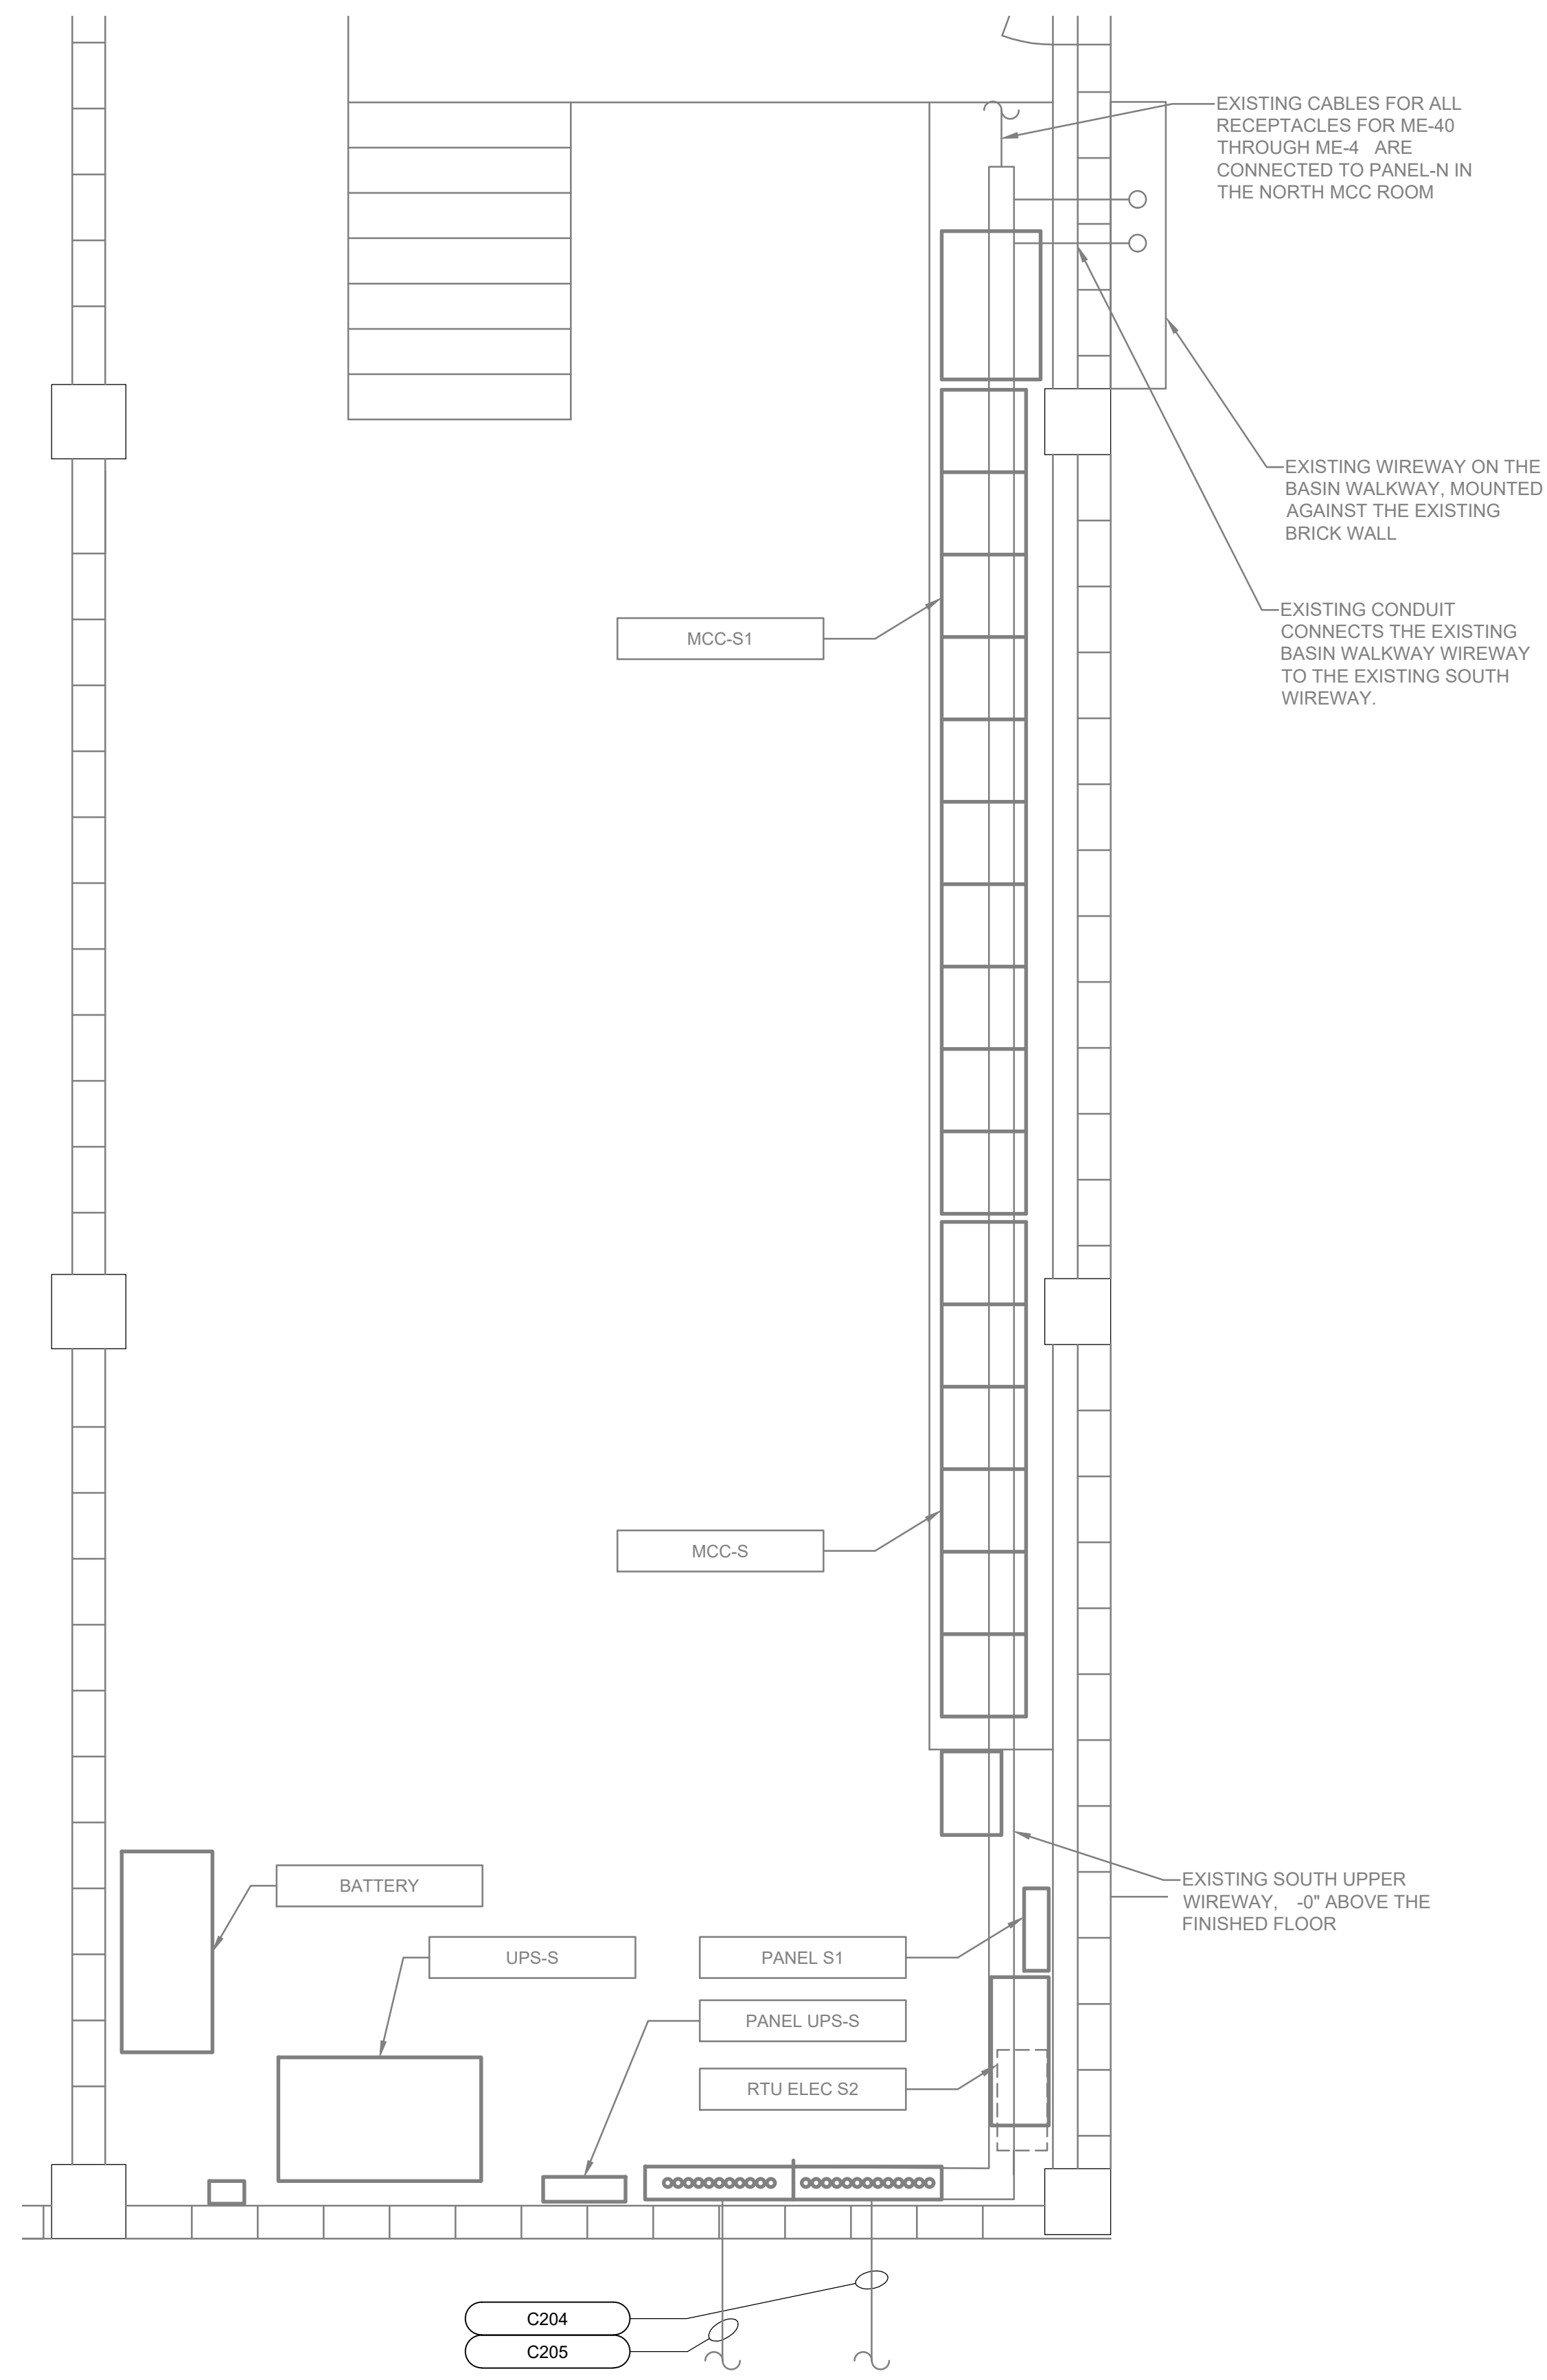 EXISTING CABLES FOR ALL
RECEPTACLES FOR ME-40
THROUGH ME-4 ARE
CONNECTED TO PANEL-N IN
THE NORTH MCC ROOM
EXISTING WIREWAY ON THE
BASIN WALKWAY, MOUNTED
AGAINST THE EXISTING
BRICK WALL
EXISTING CONDUIT
CONNECTS THE EXISTING
BASIN WALKWAY WIREWAY
TO THE EXISTING SOUTH
WIREWAY.
MCC-S1
MCC-S
BATTERY
EXISTING SOUTH UPPER
WIREWAY, -0" ABOVE THE
FINISHED FLOOR
UPS-S
PANEL S1
PANEL UPS-S
RTU ELEC S2
C204
C205